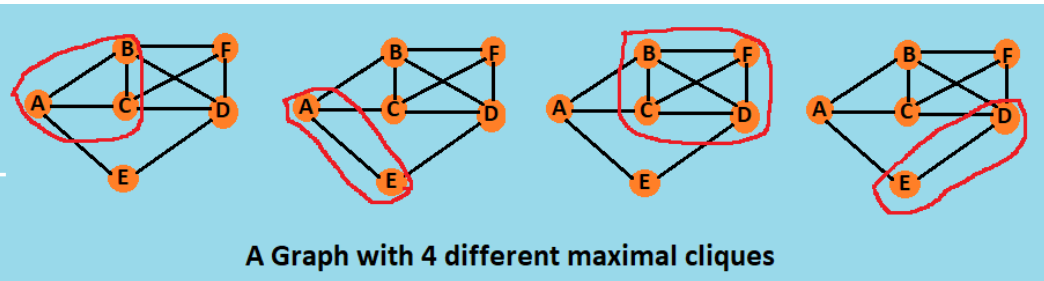 B F B F B F B F
A C D A C D A C D A C D
E E E E
A Graph with 4 different maximal cliques